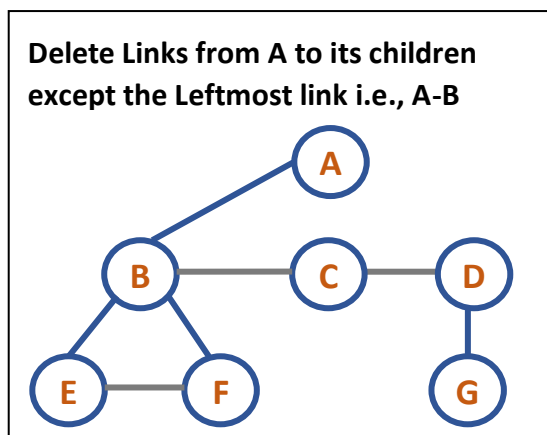 Delete Links from A to its children
except the Leftmost link i.e., A-B
A
B C D
E F G